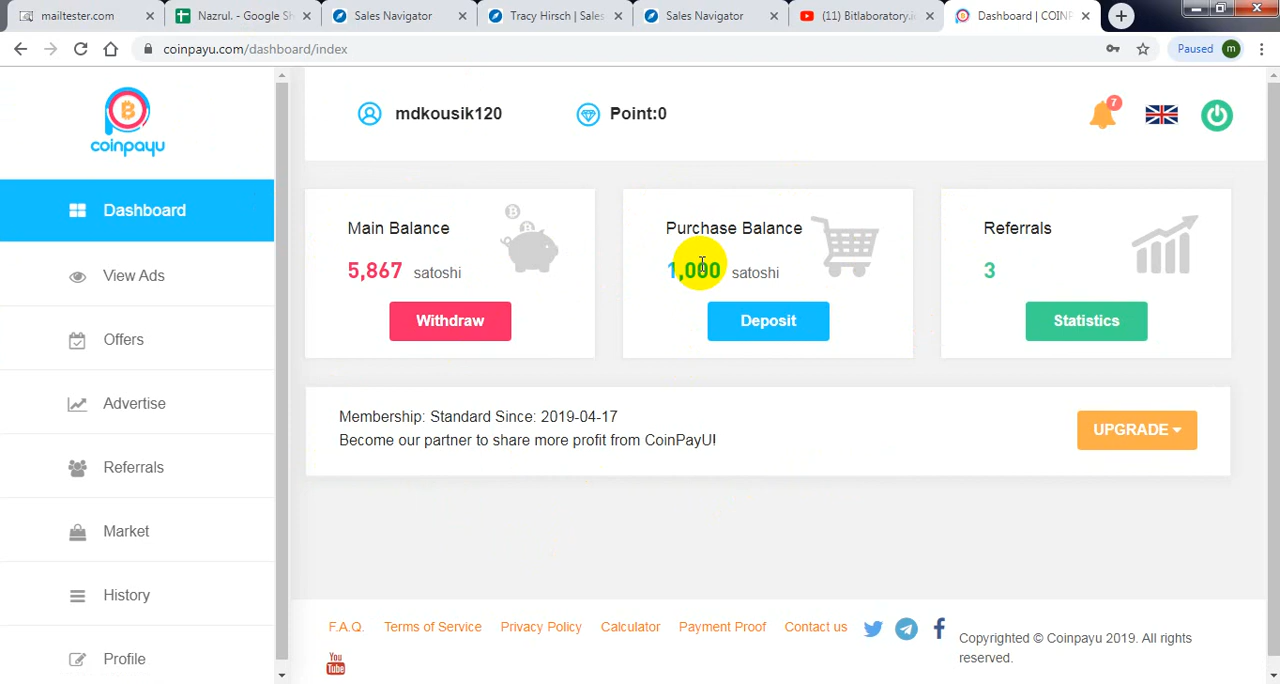 mailtester.com
Nazrul. - Google Sh
Sales Navigator
Tracy Hirsch | Sales
Sales Navigator
(11) Bitlaboratory.i
Dashboard | COINP
coinpayu.com/dashboard/index
Paused
m
coinpayu
mdkousik120
Point:0
7
Dashboard
View Ads
Offers
Advertise
Referrals
Market
History
Profile
Main Balance
5,867 satoshi
Withdraw
Purchase Balance
1,000 satoshi
Deposit
Referrals
3
Statistics
Membership: Standard Since: 2019-04-17
Become our partner to share more profit from CoinPayU!
UPGRADE
F.A.Q.
Terms of Service
Privacy Policy
Calculator
Payment Proof
Contact us
You
Tube
Copyrighted © Coinpayu 2019. All rights
reserved.